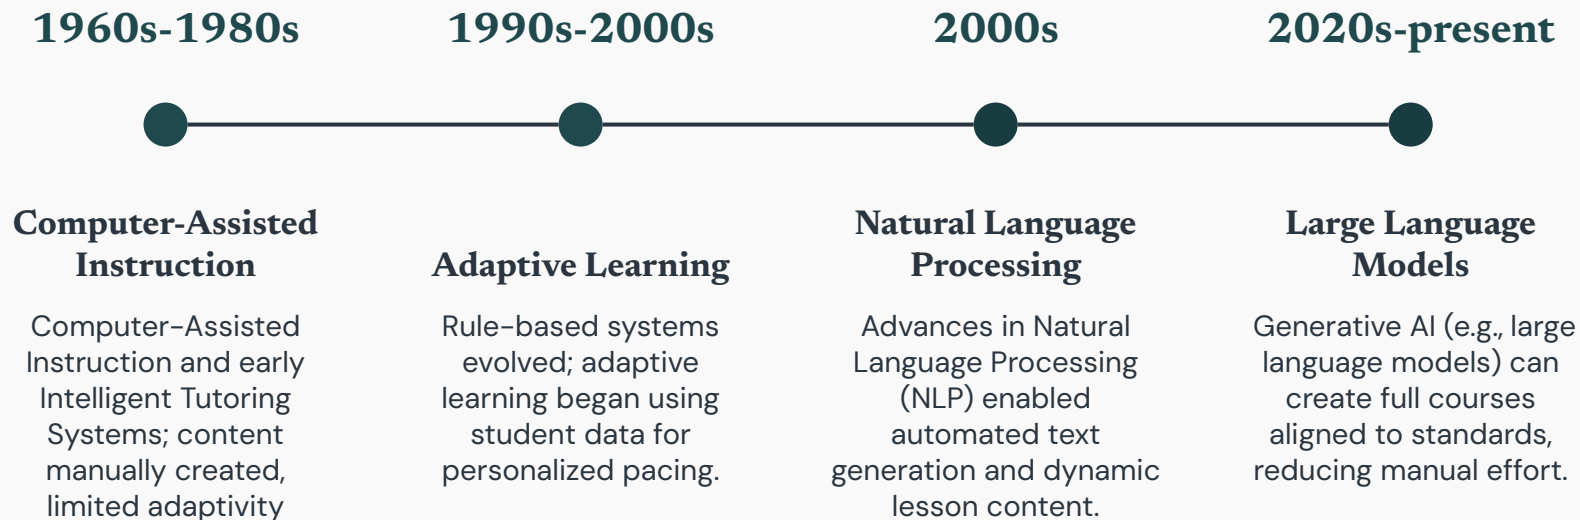 1960s-1980s
1990s-2000s
2000s
2020s-present
Computer-Assisted
Instruction
Adaptive Learning
Natural Language
Processing
Large Language
Models
Computer-Assisted
Instruction and early
Intelligent Tutoring
Systems; content
manually created,
limited adaptivity
Rule-based systems
evolved; adaptive
learning began using
student data for
personalized pacing.
Advances in Natural
Language Processing
(NLP) enabled
automated text
generation and dynamic
lesson content.
Generative AI (e.g., large
language models) can
create full courses
aligned to standards,
reducing manual effort.